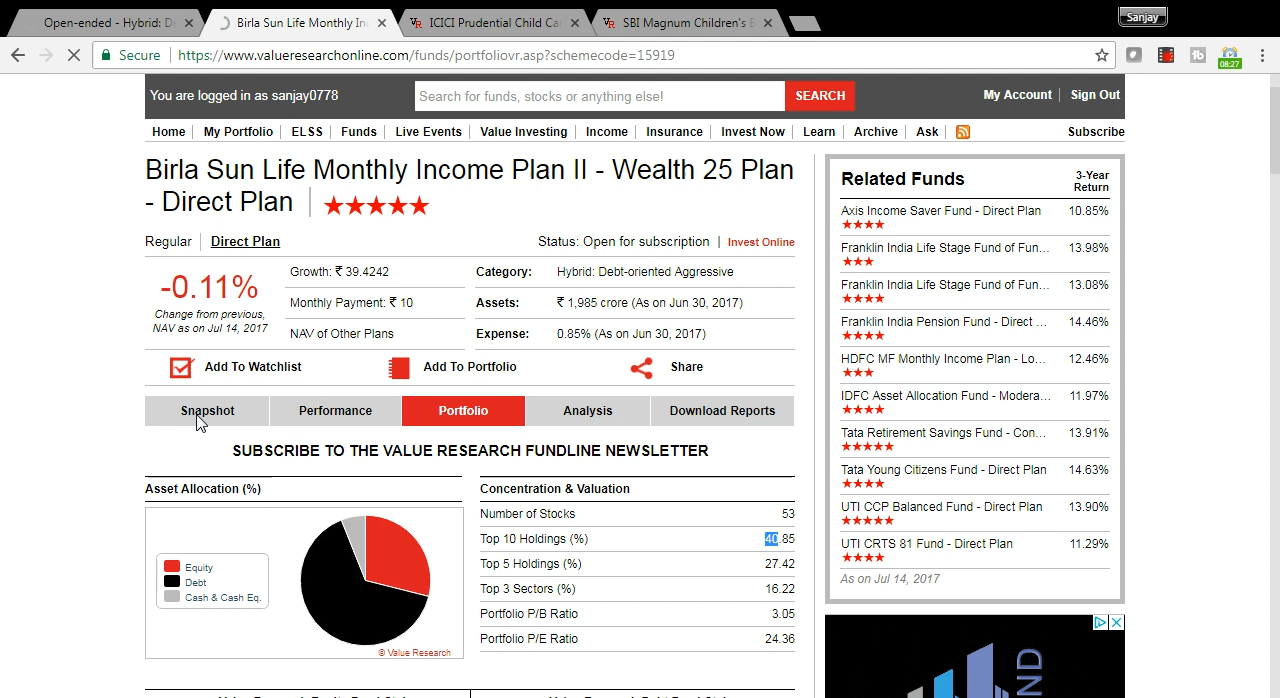 Sanjay
Open-ended - Hybrid: De
Birla Sun Life Monthly In
ICICI Prudential Child Ca
SBI Magnum Children's B
Secure
https://www.valueresearchonline.com/funds/portfoliovr.asp?schemecode=15919
08:27
You are logged in as sanjay0778
Search for funds, stocks or anything else!
SEARCH
My Account
Sign Out
Home
My Portfolio
ELSS
Funds
Live Events
Value Investing
Income
Insurance
Invest Now
Learn
Archive
Ask
Subscribe
Birla Sun Life Monthly Income Plan II - Wealth 25 Plan
- Direct Plan
Regular
Direct Plan
Status: Open for subscription | Invest Online
-0.11%
Change from previous,
NAV as on Jul 14, 2017
Growth: ₹ 39.4242
Monthly Payment: ₹ 10
NAV of Other Plans
Category: Hybrid: Debt-oriented Aggressive
Assets: ₹ 1,985 crore (As on Jun 30, 2017)
Expense: 0.85% (As on Jun 30, 2017)
Add To Watchlist
Add To Portfolio
Share
Snapshot
Performance
Portfolio
Analysis
Download Reports
SUBSCRIBE TO THE VALUE RESEARCH FUNDLINE NEWSLETTER
Asset Allocation (%)
Equity
Debt
Cash & Cash Eq.
© Value Research
Concentration & Valuation
Number of Stocks 53
Top 10 Holdings (%) 40.85
Top 5 Holdings (%) 27.42
Top 3 Sectors (%) 16.22
Portfolio P/B Ratio 3.05
Portfolio P/E Ratio 24.36
Related Funds
3-Year
Return
Axis Income Saver Fund - Direct Plan 10.85%
Franklin India Life Stage Fund of Fun... 13.98%
Franklin India Life Stage Fund of Fun... 13.08%
Franklin India Pension Fund - Direct ... 14.46%
HDFC MF Monthly Income Plan - Lo... 12.46%
IDFC Asset Allocation Fund - Modera... 11.97%
Tata Retirement Savings Fund - Con... 13.91%
Tata Young Citizens Fund - Direct Plan 14.63%
UTI CCP Balanced Fund - Direct Plan 13.90%
UTI CRTS 81 Fund - Direct Plan 11.29%
As on Jul 14, 2017